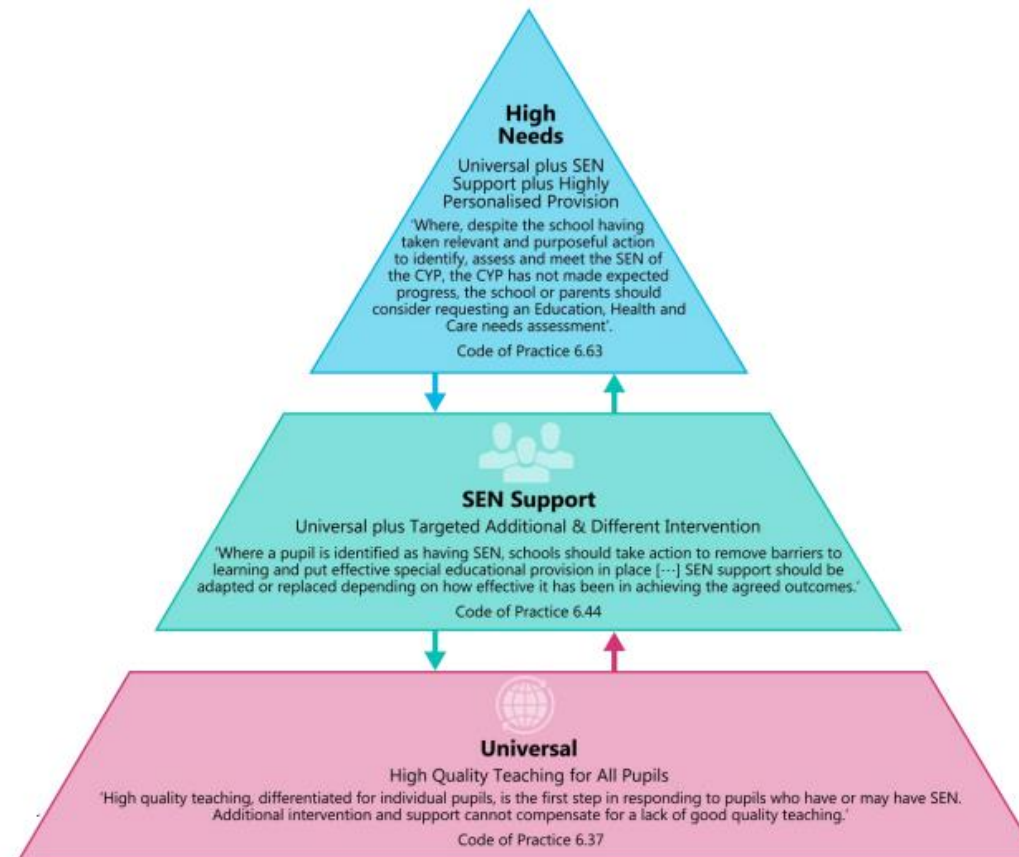 High
Needs
Universal plus SEN
Support plus Highly
Personalised Provision
'Where, despite the school having
taken relevant and purposeful action
to identify, assess and meet the SEN of
the CYP, the CYP has not made expected
progress, the school or parents should
consider requesting an Education, Health and
Care needs assessment'.
Code of Practice 6.63
SEN Support
Universal plus Targeted Additional & Different Intervention
'Where a pupil is identified as having SEN, schools should take action to remove barriers to
learning and put effective special educational provision in place [···] SEN support should be
adapted or replaced depending on how effective it has been in achieving the agreed outcomes.'
Code of Practice 6.44
Universal
High Quality Teaching for All Pupils
'High quality teaching, differentiated for individual pupils, is the first step in responding to pupils who have or may have SEN.
Additional intervention and support cannot compensate for a lack of good quality teaching.'
Code of Practice 6.37